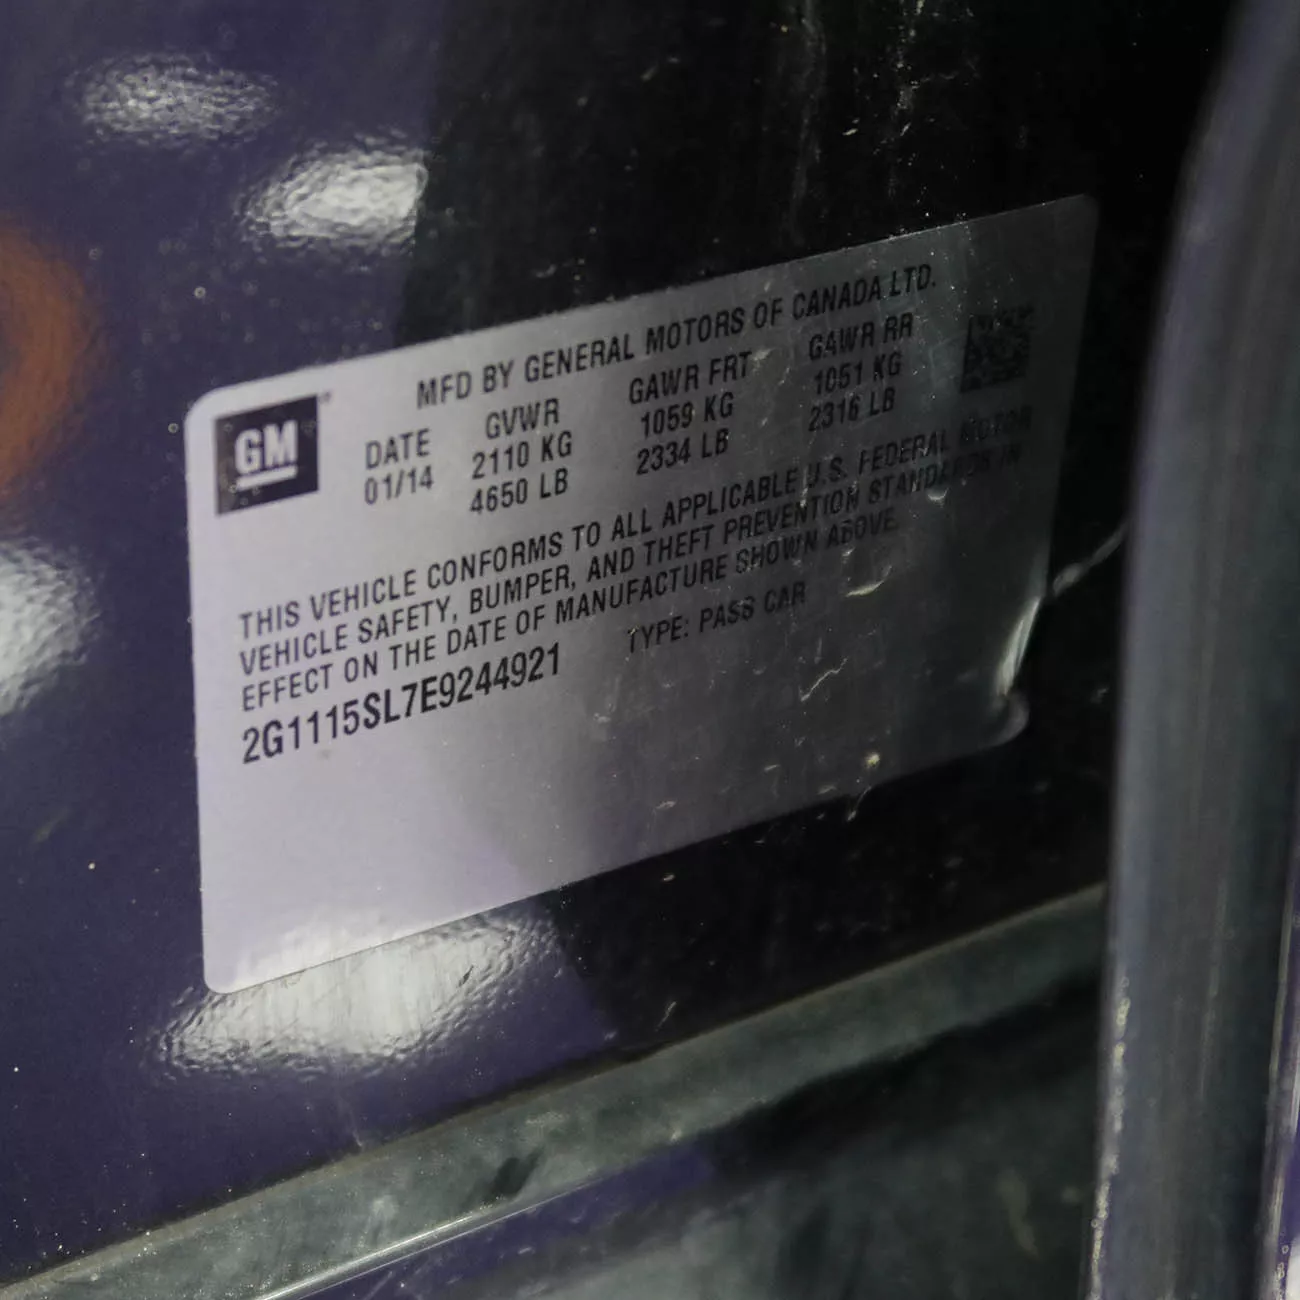 GM
MFD BY GENERAL MOTORS OF CANADA LTD.
DATE GVWR GAWR FRT GAWR RR
01/14 2110 KG 1059 KG 1051 KG
4650 LB 2334 LB 2316 LB
THIS VEHICLE CONFORMS TO ALL APPLICABLE U.S. FEDERAL MOTOR
VEHICLE SAFETY, BUMPER, AND THEFT PREVENTION STANDARDS IN
EFFECT ON THE DATE OF MANUFACTURE SHOWN ABOVE.
2G1115SL7E9244921 TYPE: PASS CAR